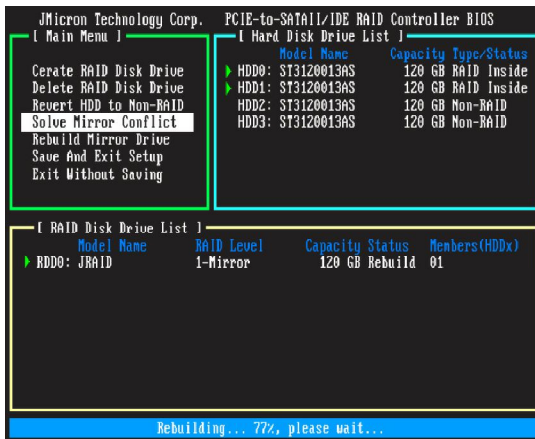 JMicron Technology Corp. PCIE-to-SATAII/IDE RAID Controller BIOS
[ Main Menu ]
Cerate RAID Disk Drive
Delete RAID Disk Drive
Revert HDD to Non-RAID
Solve Mirror Conflict
Rebuild Mirror Drive
Save And Exit Setup
Exit Without Saving
[ Hard Disk Drive List ]
Model Name Capacity Type/Status
HDD0: ST3120013AS 120 GB RAID Inside
HDD1: ST3120013AS 120 GB RAID Inside
HDD2: ST3120013AS 120 GB Non-RAID
HDD3: ST3120013AS 120 GB Non-RAID
[ RAID Disk Drive List ]
Model Name RAID Level Capacity Status Members(HDDx)
RDD0: JRAID 1-Mirror 120 GB Rebuild 01
Rebuilding... 77%, please wait...